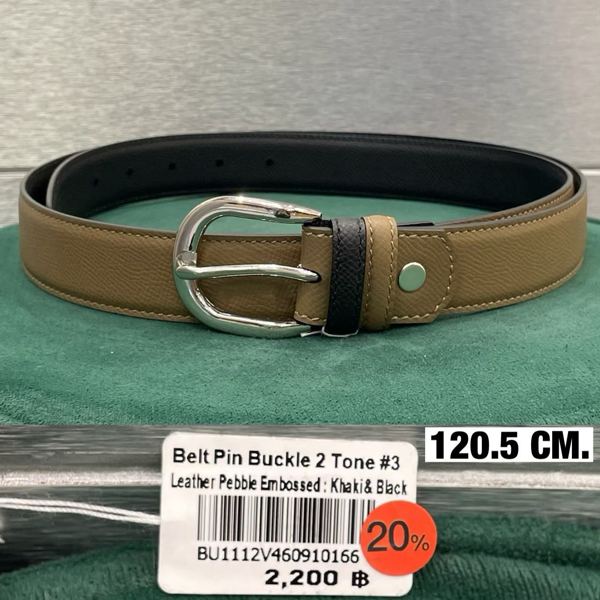 120.5 CM.
Belt Pin Buckle 2 Tone #3
Leather Pebble Embossed : Khaki & Black
BU1112V460910166
20%
2,200 ฿